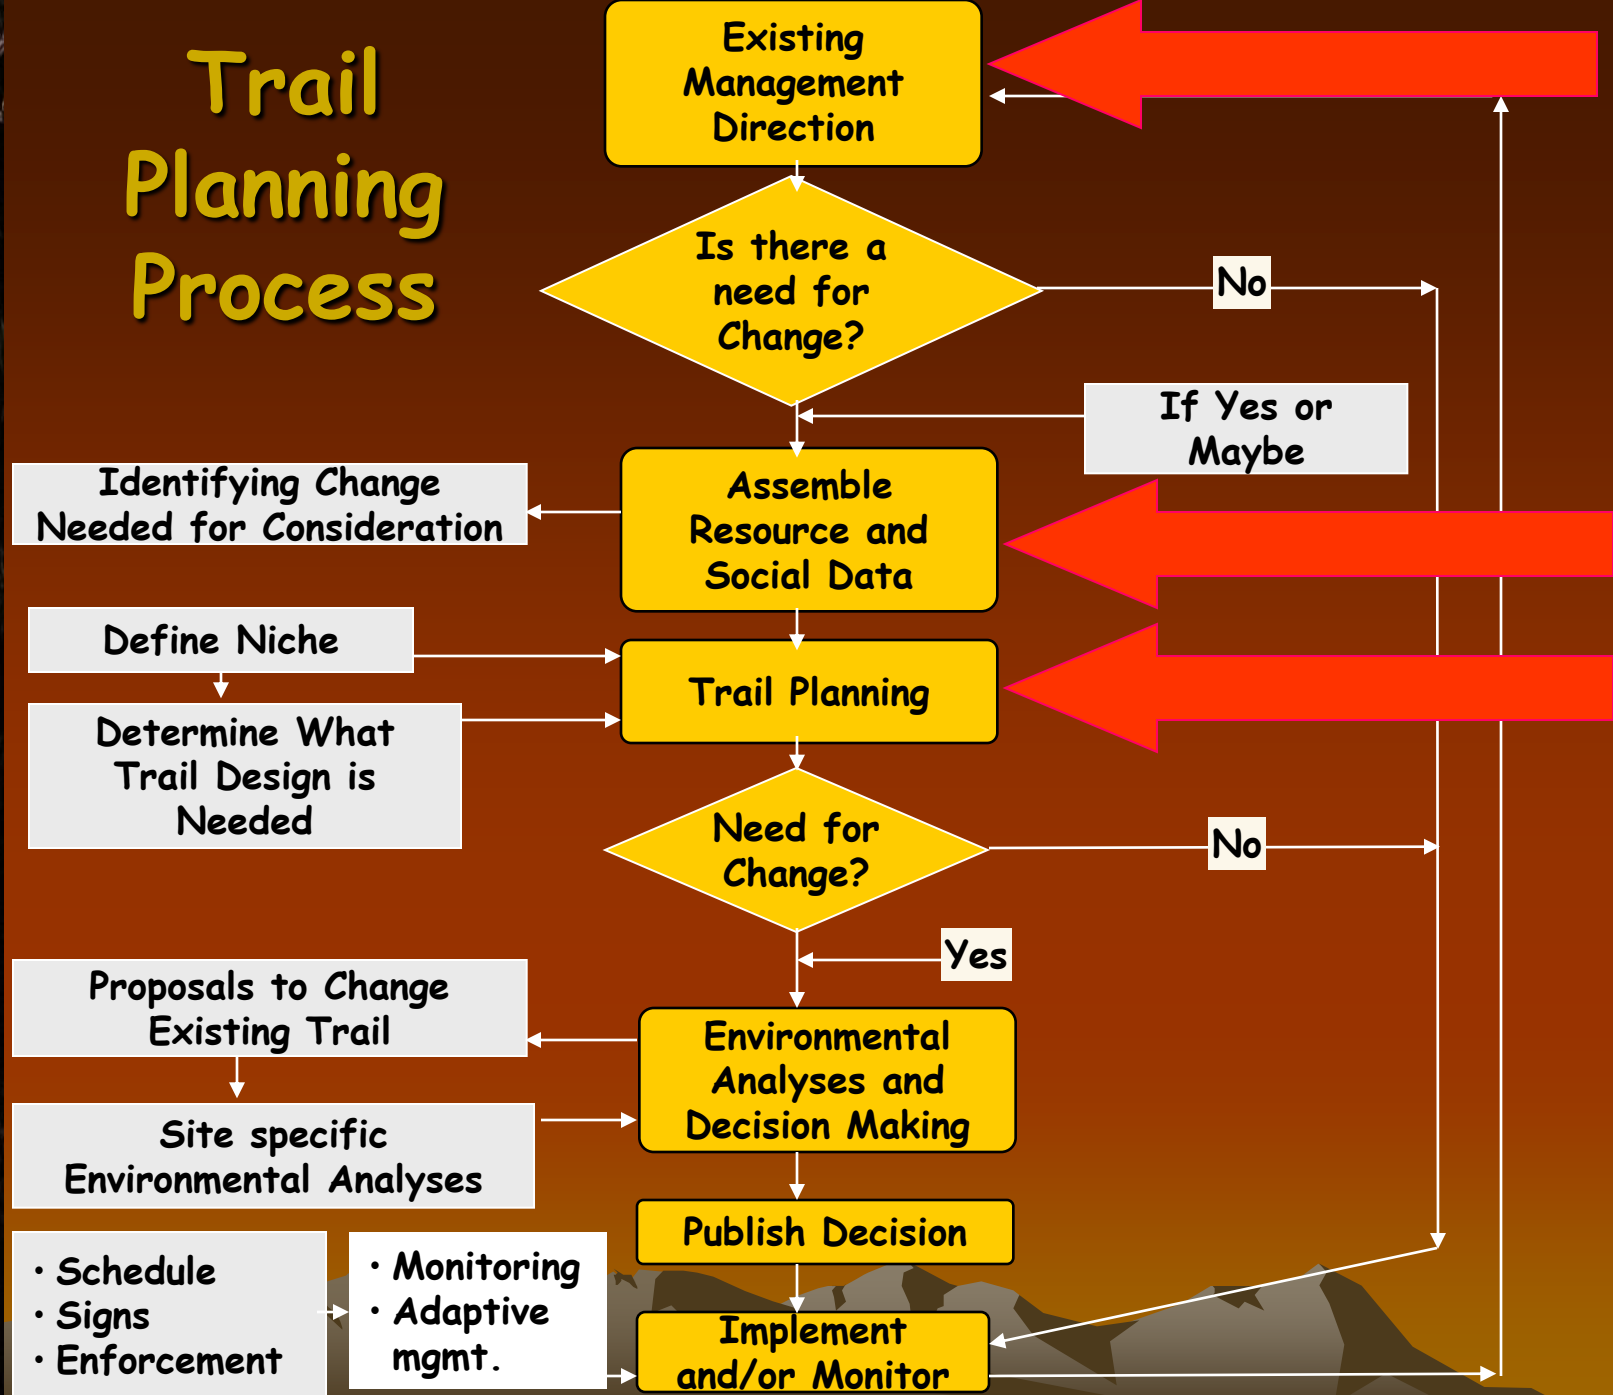 Trail
Planning
Process
Existing
Management
Direction
Is there a
need for
Change?
No
If Yes or
Maybe
Identifying Change
Needed for Consideration
Assemble
Resource and
Social Data
Define Niche
Trail Planning
Determine What
Trail Design is
Needed
Need for
Change?
No
Yes
Proposals to Change
Existing Trail
Environmental
Analyses and
Decision Making
Site specific
Environmental Analyses
Publish Decision
• Schedule
• Signs
• Enforcement
• Monitoring
• Adaptive
mgmt.
Implement
and/or Monitor